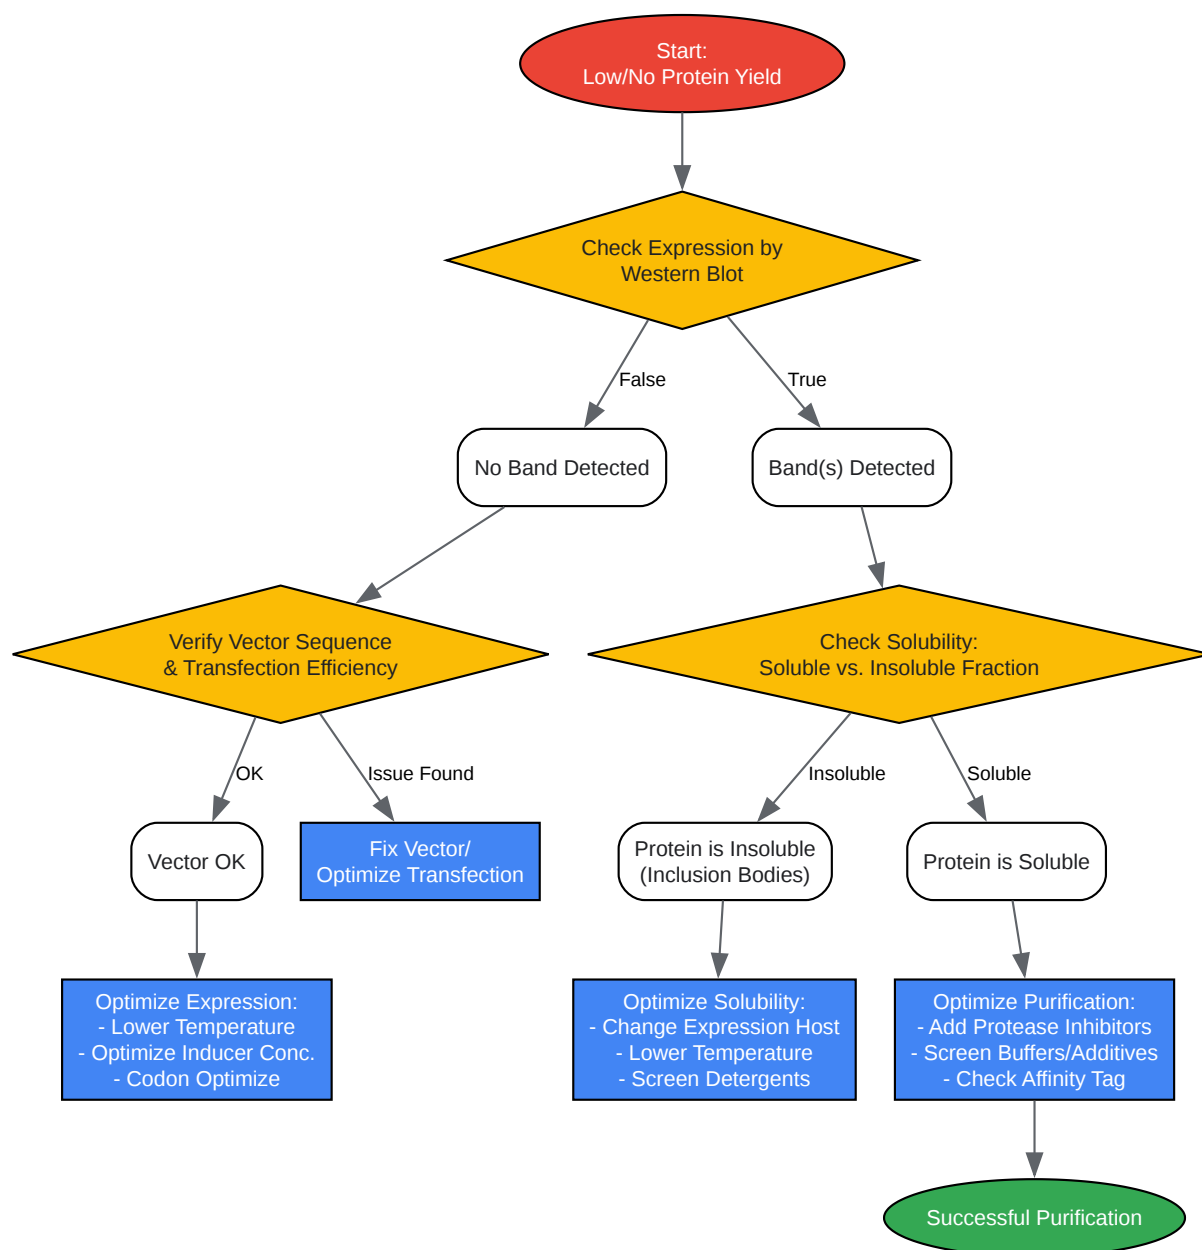 Start:
Low/No Protein Yield
Check Expression by
Western Blot
False
True
No Band Detected
Band(s) Detected
Verify Vector Sequence
& Transfection Efficiency
Check Solubility:
Soluble vs. Insoluble Fraction
OK
Issue Found
Insoluble
Soluble
Vector OK
Fix Vector/
Optimize Transfection
Protein is Insoluble
(Inclusion Bodies)
Protein is Soluble
Optimize Expression:
- Lower Temperature
- Optimize Inducer Conc.
- Codon Optimize
Optimize Solubility:
- Change Expression Host
- Lower Temperature
- Screen Detergents
Optimize Purification:
- Add Protease Inhibitors
- Screen Buffers/Additives
- Check Affinity Tag
Successful Purification